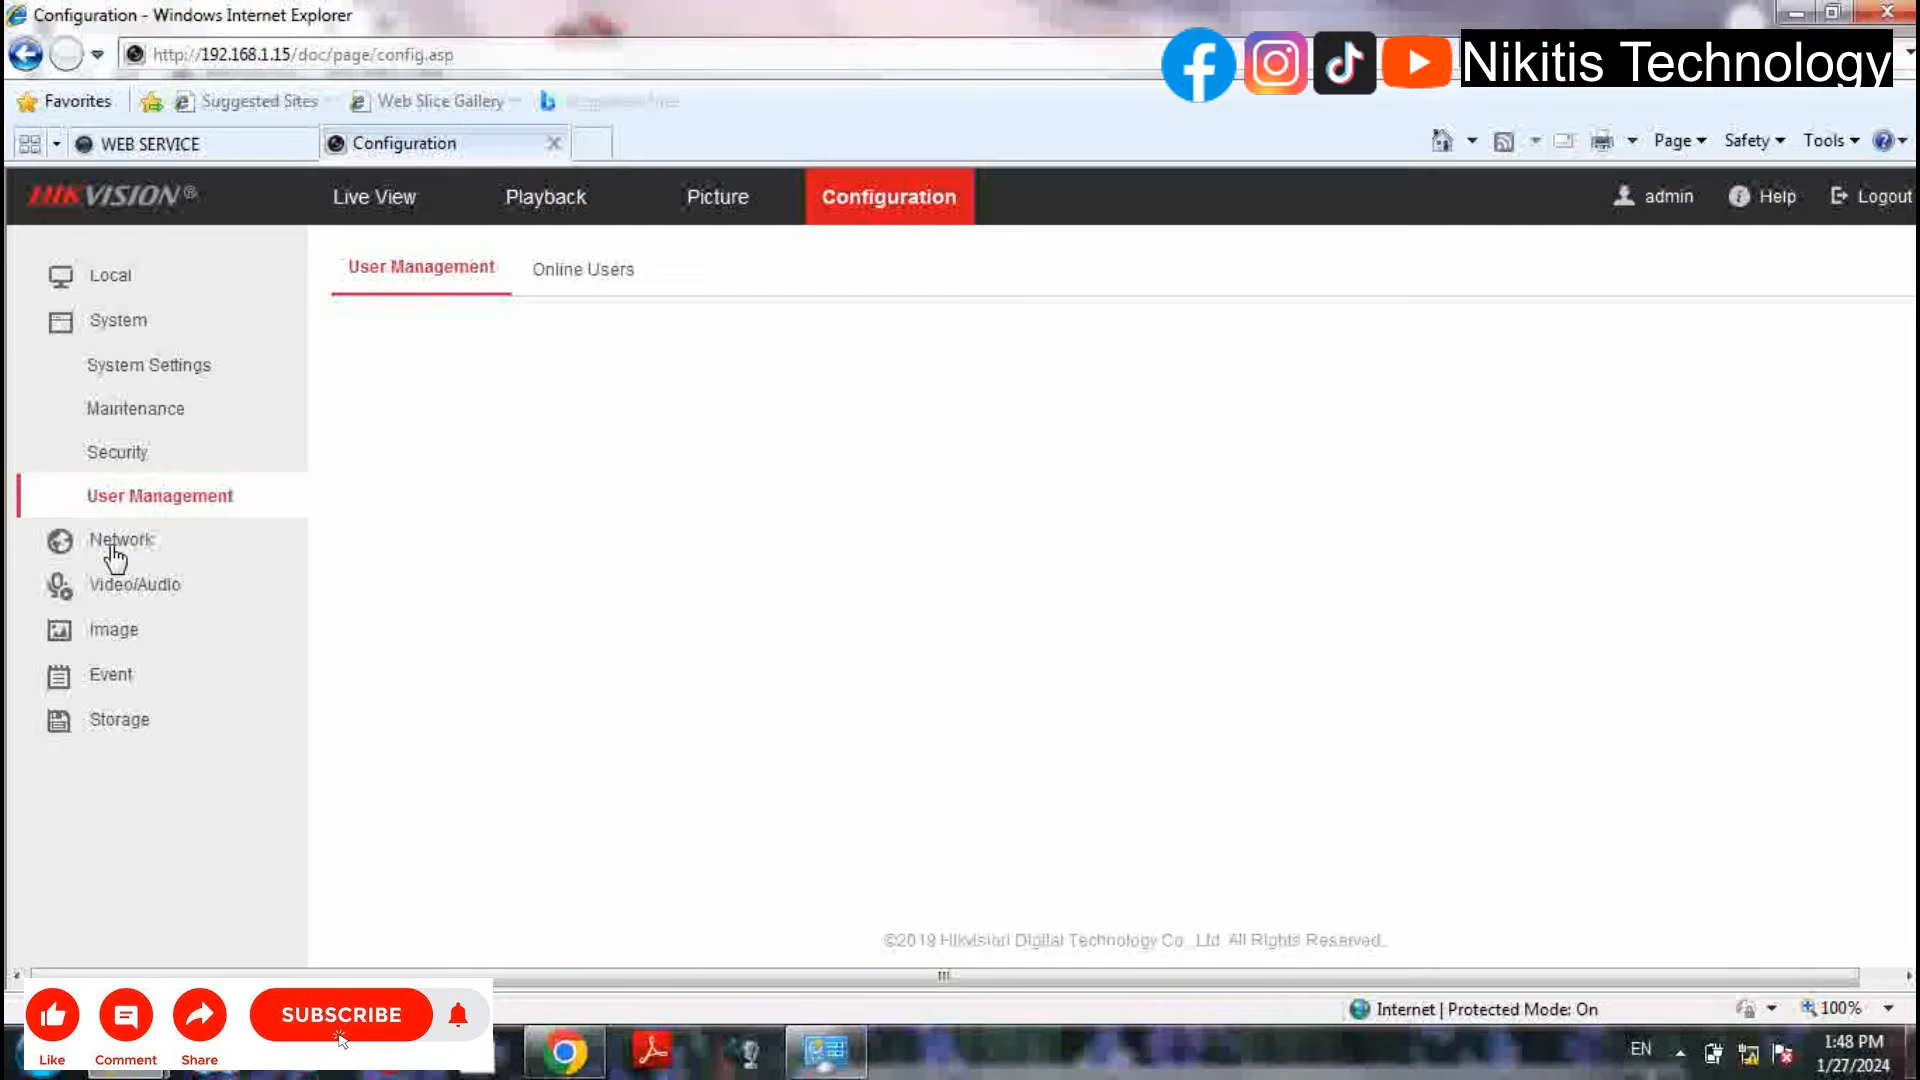 Configuration - Windows Internet Explorer
http://192.168.1.15/doc/page/config.asp
Nikitis Technology
Favorites
Suggested Sites
Web Slice Gallery
WEB SERVICE
Configuration
Page
Safety
Tools
HIKVISION®
Live View
Playback
Picture
Configuration
admin
Help
Logout
Local
System
System Settings
Maintenance
Security
User Management
Network
Video/Audio
Image
Event
Storage
User Management
Online Users
©2019 Hikvision Digital Technology Co., Ltd. All Rights Reserved.
Internet | Protected Mode: On
100%
SUBSCRIBE
Like
Comment
Share
EN
1:48 PM
1/27/2024